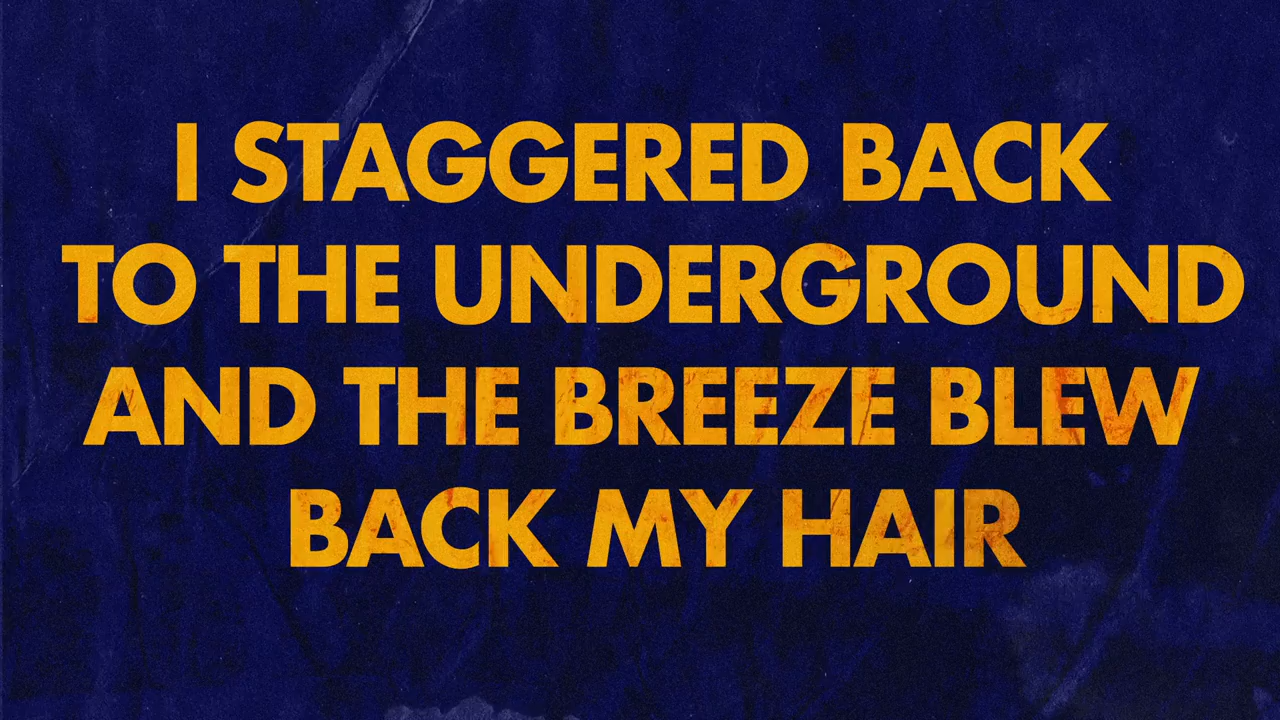 I STAGGERED BACK
TO THE UNDERGROUND
AND THE BREEZE BLEW
BACK MY HAIR